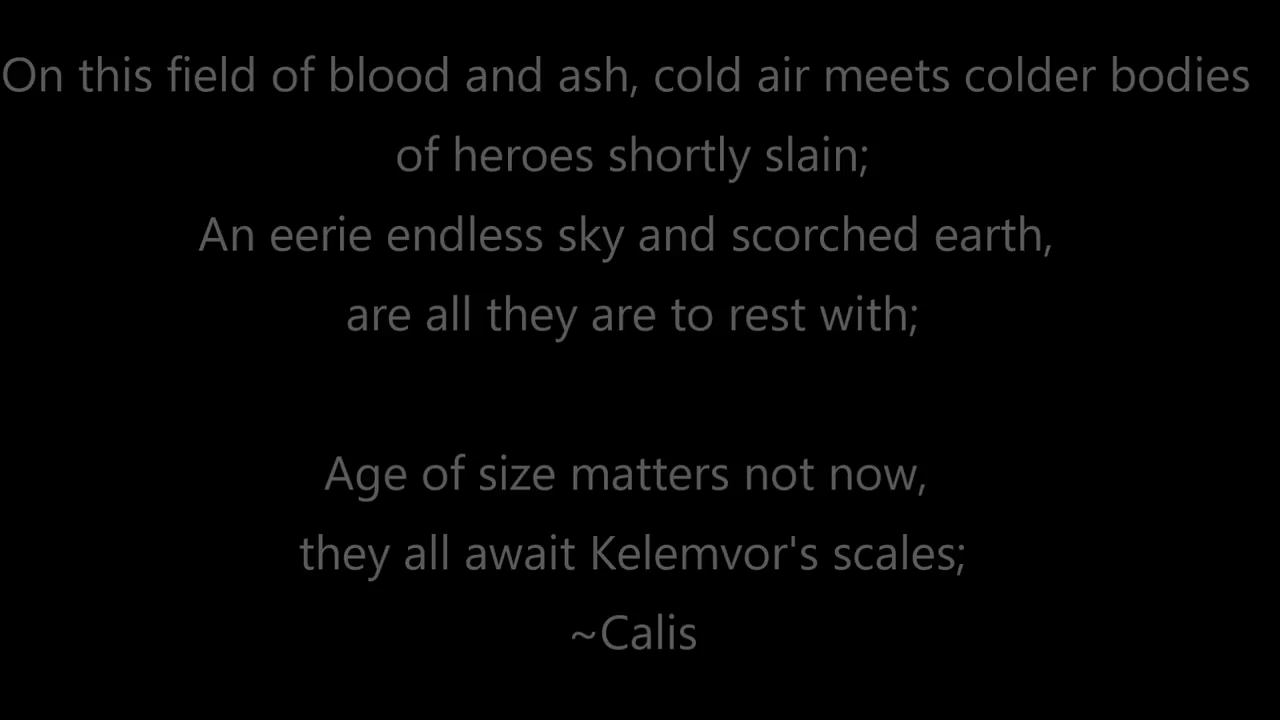 On this field of blood and ash, cold air meets colder bodies
of heroes shortly slain;
An eerie endless sky and scorched earth,
are all they are to rest with;
Age of size matters not now,
they all await Kelemvor's scales;
~Calis